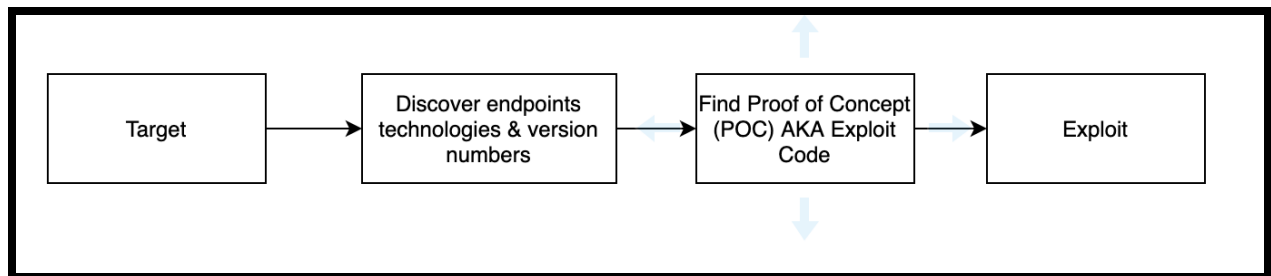 Target
Discover endpoints
technologies & version
numbers
Find Proof of Concept
(POC) AKA Exploit
Code
Exploit